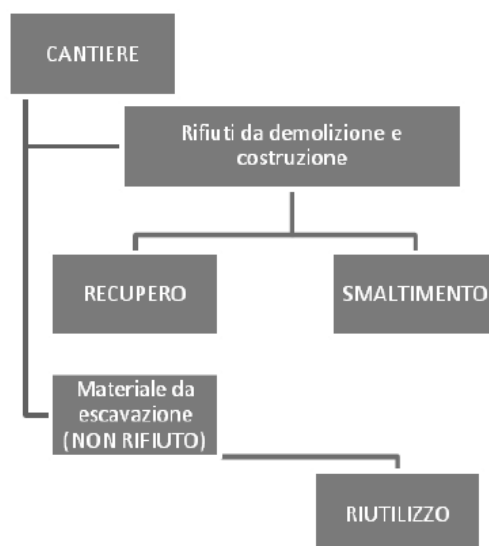 CANTIERE
Rifiuti da demolizione e
costruzione
RECUPERO
SMALTIMENTO
Materiale da
escavazione
(NON RIFIUTO)
RIUTILIZZO